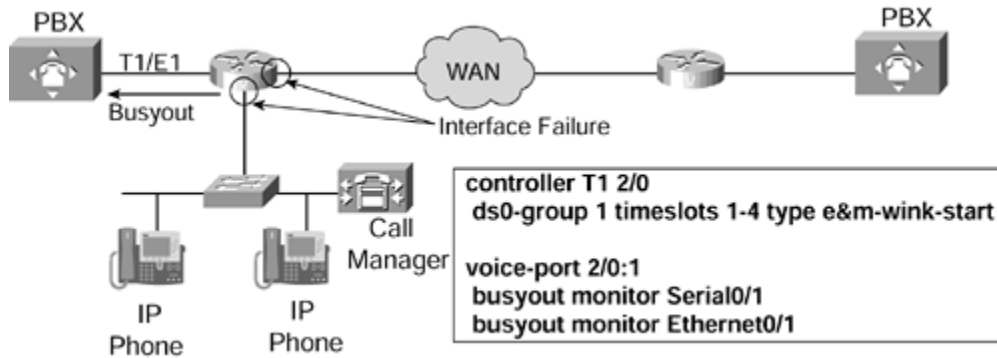 PBX
PBX
T1/E1
WAN
Busyout
Interface Failure
Call
Manager
IP
Phone
IP
Phone
controller T1 2/0
ds0-group 1 timeslots 1-4 type e&m-wink-start
voice-port 2/0:1
busyout monitor Serial0/1
busyout monitor Ethernet0/1